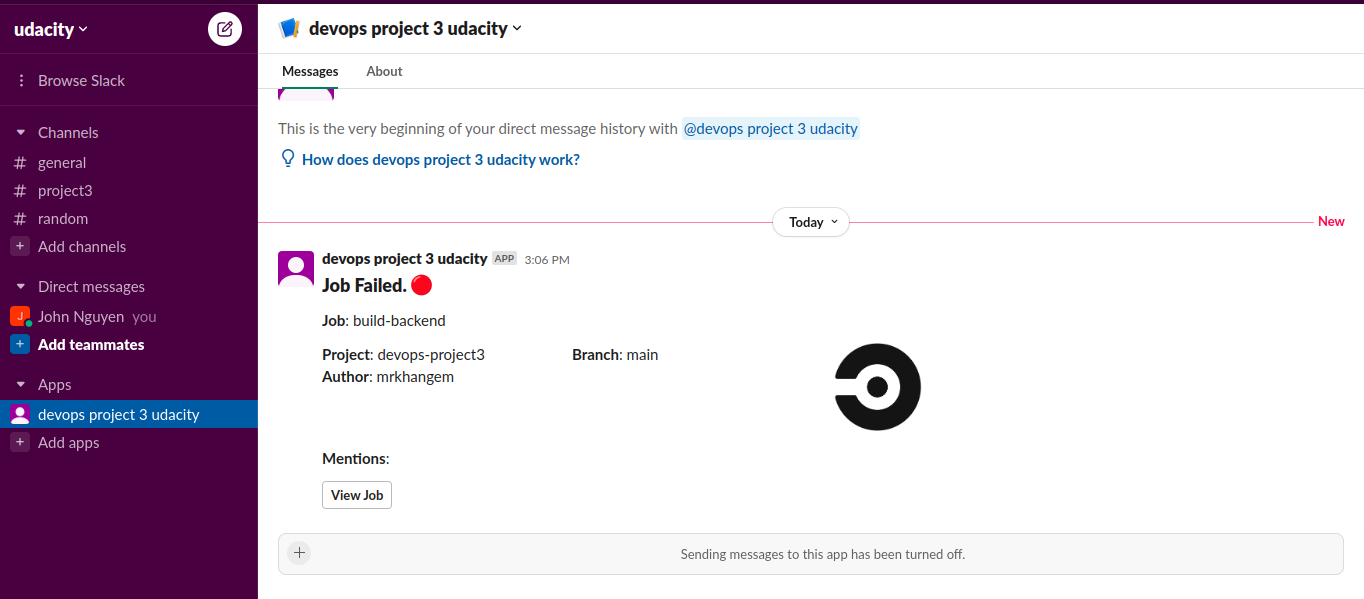 udacity
Browse Slack
Channels
# general
# project3
# random
+ Add channels
Direct messages
J John Nguyen you
+ Add teammates
Apps
devops project 3 udacity
+ Add apps
devops project 3 udacity
Messages About
This is the very beginning of your direct message history with @devops project 3 udacity
How does devops project 3 udacity work?
Today New
devops project 3 udacity APP 3:06 PM
Job Failed.
Job: build-backend
Project: devops-project3 Branch: main
Author: mrkhangem
Mentions:
View Job
+ Sending messages to this app has been turned off.